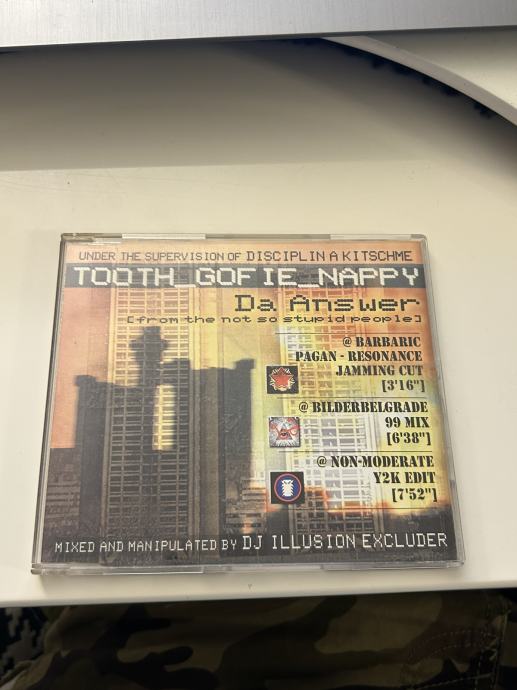 UNDER THE SUPERVISION OF DISCIPLIN A KITSCHME
TOOTH_GOFIE_NAPPY
Da Answer
[from the not so stupid people]
@ BARBARIC
PAGAN - RESONANCE
JAMMING CUT
[3'16"]
@ BILDERBELGRADE
99 MIX
[6'38"]
@ NON-MODERATE
Y2K EDIT
[7'52"]
MIXED AND MANIPULATED BY DJ ILLUSION EXCLUDER